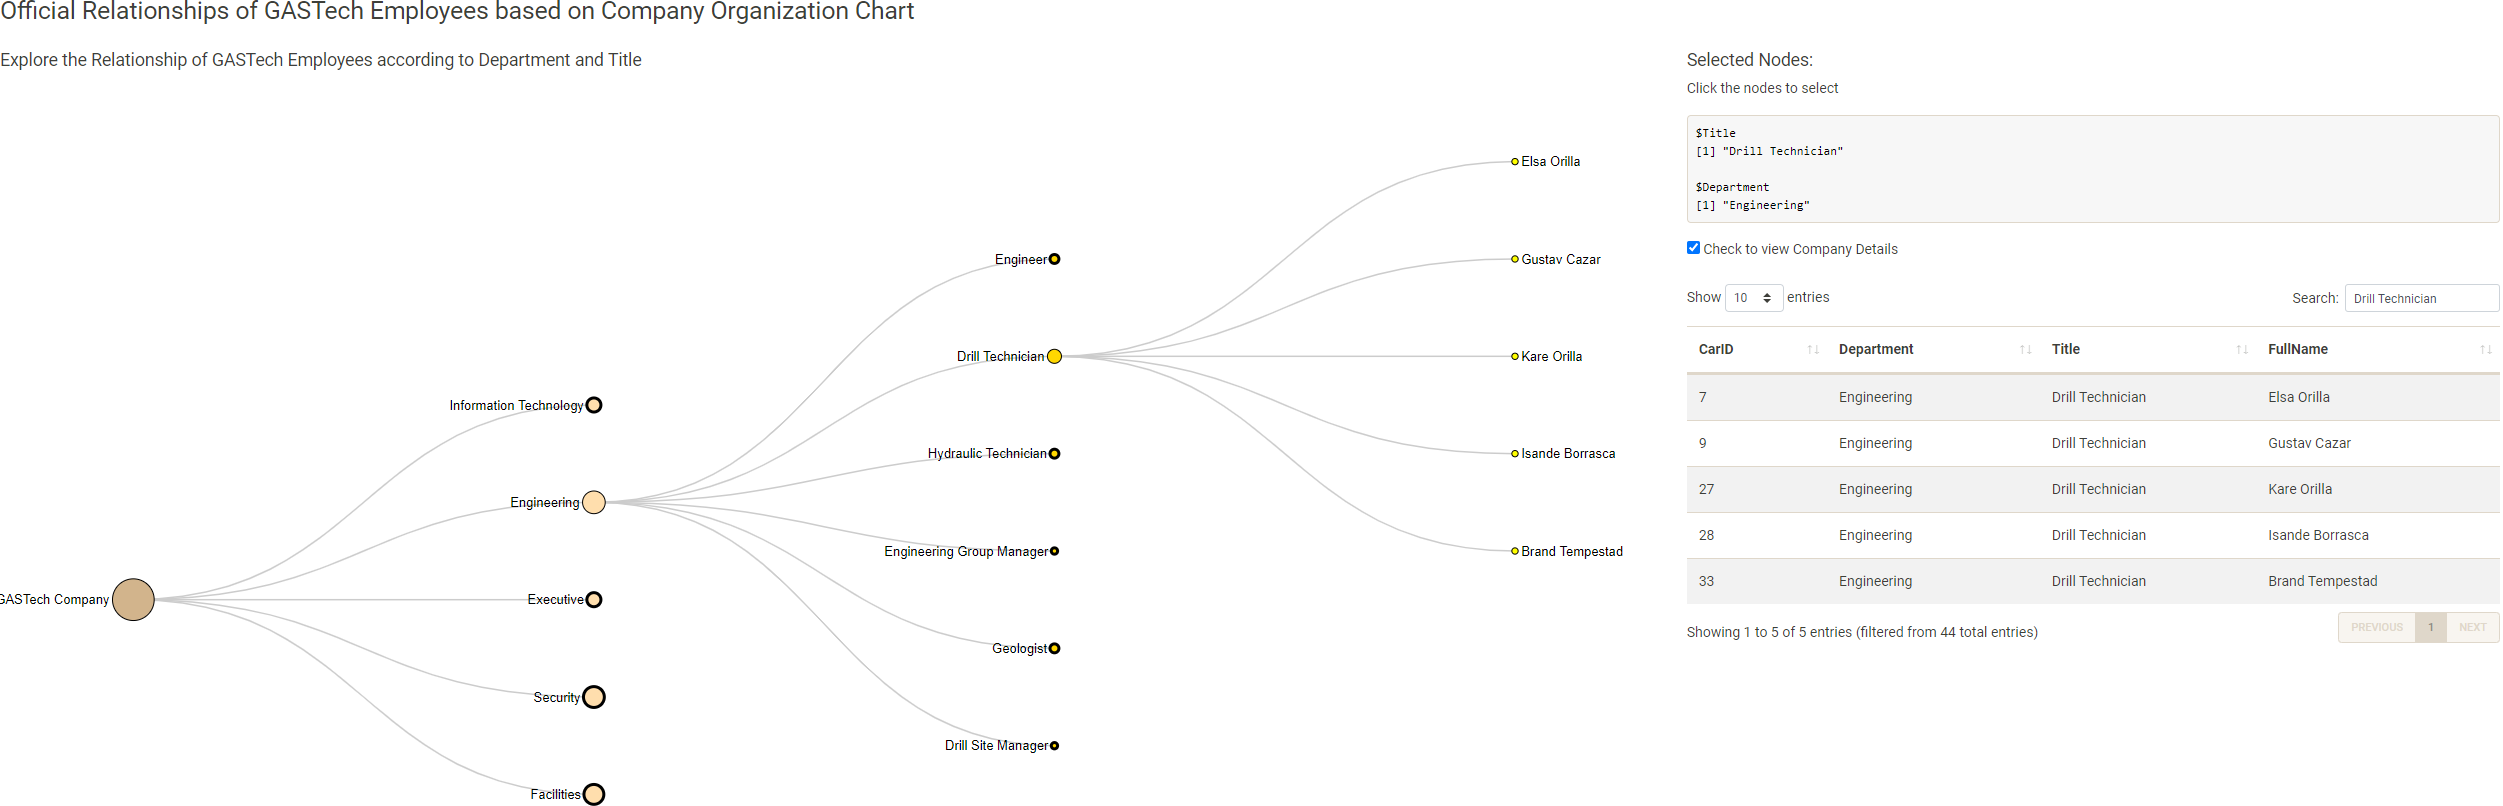 Official Relationships of GASTech Employees based on Company Organization Chart
Explore the Relationship of GASTech Employees according to Department and Title
Elsa Orilla
Engineer
Gustav Cazar
Drill Technician
Kare Orilla
Information Technology
Hydraulic Technician
Isande Borrasca
Engineering
Engineering Group Manager
Brand Tempestad
GASTech Company
Executive
Geologist
Security
Drill Site Manager
Facilities
Selected Nodes:
Click the nodes to select
$Title
[1] "Drill Technician"
$Department
[1] "Engineering"
Check to view Company Details
Show 10 entries
Search: Drill Technician
CarID Department Title FullName
7 Engineering Drill Technician Elsa Orilla
9 Engineering Drill Technician Gustav Cazar
27 Engineering Drill Technician Kare Orilla
28 Engineering Drill Technician Isande Borrasca
33 Engineering Drill Technician Brand Tempestad
Showing 1 to 5 of 5 entries (filtered from 44 total entries)
PREVIOUS 1 NEXT